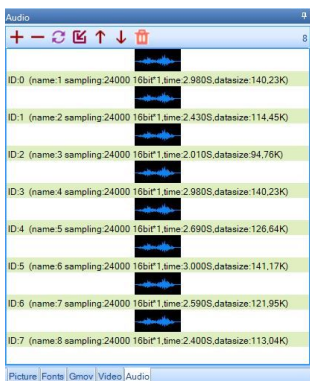 Audio
8
ID:0 (name:1 sampling:24000 16bit*1,time:2.980S,datasize:140,23K)
ID:1 (name:2 sampling:24000 16bit*1,time:2.430S,datasize:114,45K)
ID:2 (name:3 sampling:24000 16bit*1,time:2.010S,datasize:94,76K)
ID:3 (name:4 sampling:24000 16bit*1,time:2.980S,datasize:140,23K)
ID:4 (name:5 sampling:24000 16bit*1,time:2.690S,datasize:126,64K)
ID:5 (name:6 sampling:24000 16bit*1,time:3.000S,datasize:141,17K)
ID:6 (name:7 sampling:24000 16bit*1,time:2.590S,datasize:121,95K)
ID:7 (name:8 sampling:24000 16bit*1,time:2.400S,datasize:113,04K)
Picture Fonts Gmov Video Audio